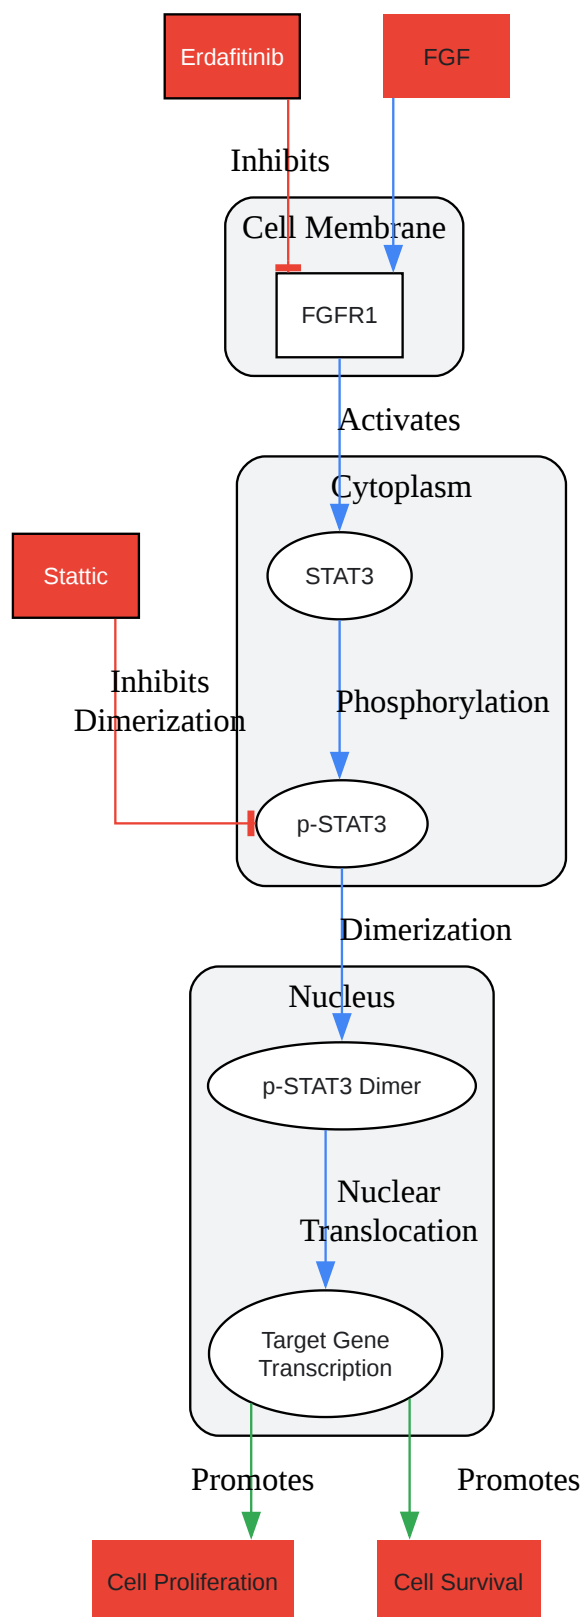 Erdafitinib
FGF
Inhibits
Cell Membrane
FGFR1
Activates
Cytoplasm
STAT3
Stattic
Inhibits
Dimerization
Phosphorylation
p-STAT3
Dimerization
Nucleus
p-STAT3 Dimer
Nuclear
Translocation
Target Gene
Transcription
Promotes
Promotes
Cell Proliferation
Cell Survival